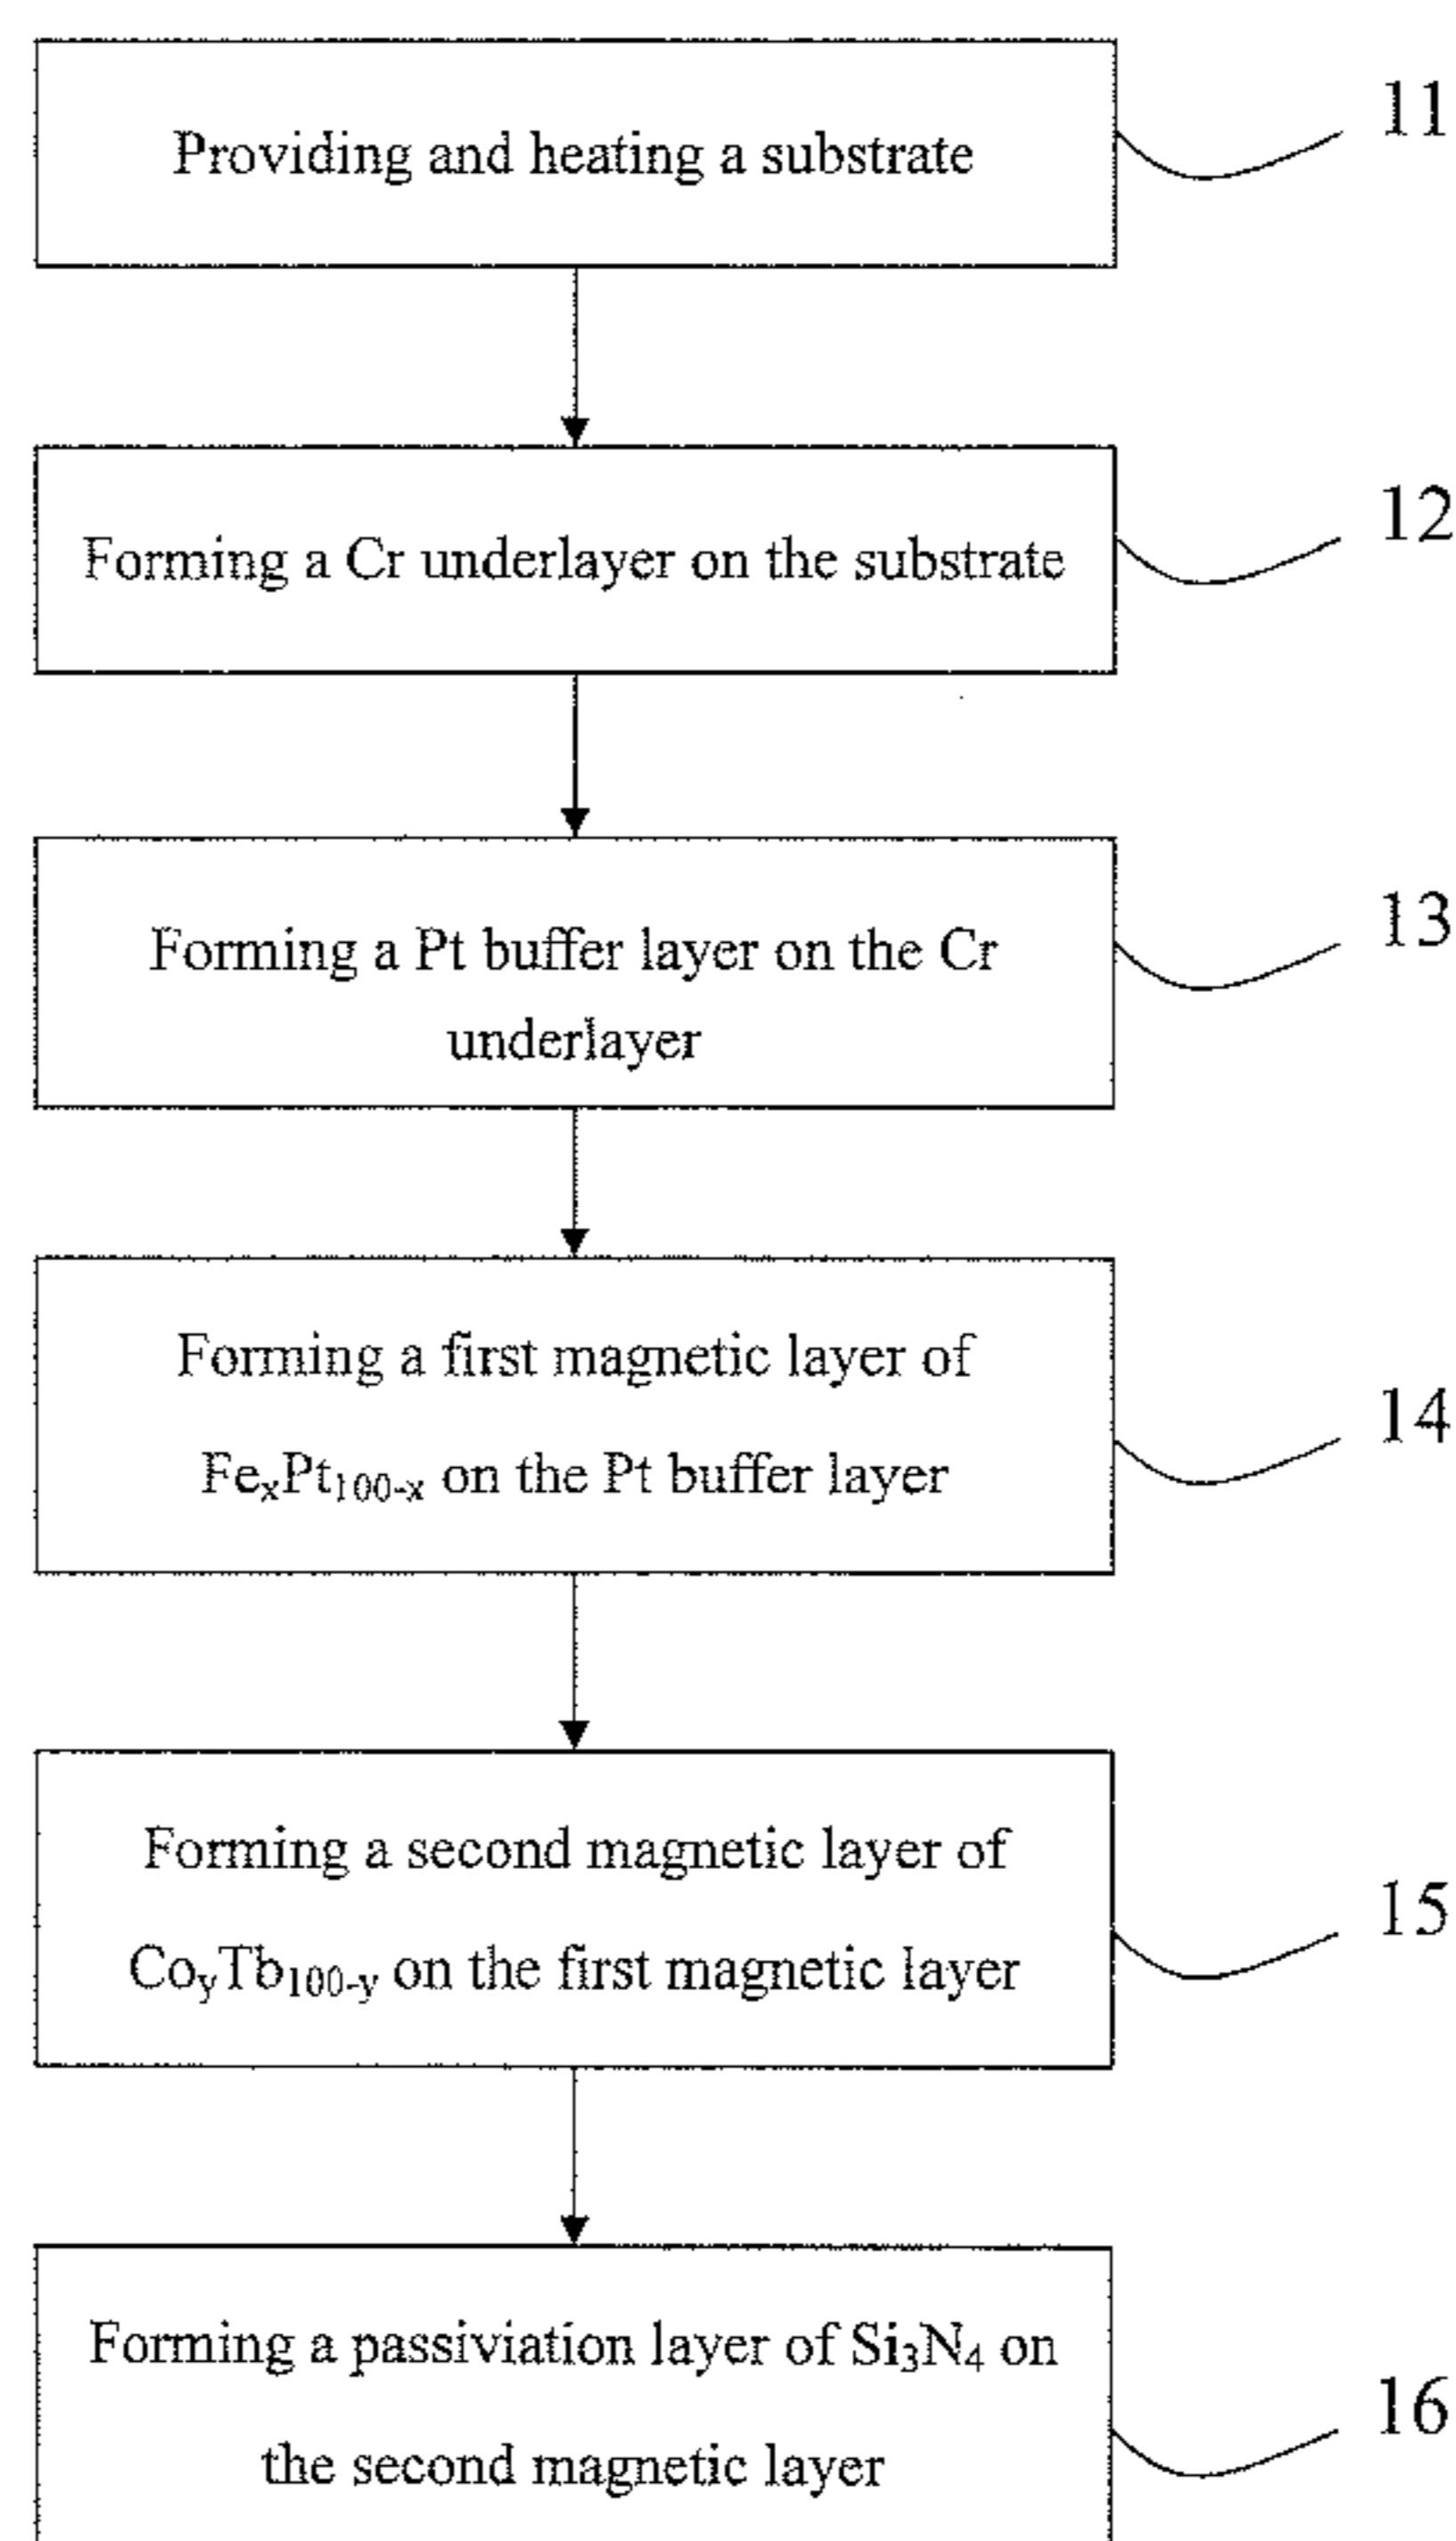 Providing and heating a substrate
11
Forming a Cr underlayer on the substrate
12
Forming a Pt buffer layer on the Cr
underlayer
13
Forming a first magnetic layer of
FeₓPt₁₀₀₋ₓ on the Pt buffer layer
14
Forming a second magnetic layer of
CoyTb100-y on the first magnetic layer
15
Forming a passiviation layer of Si₃N₄ on
the second magnetic layer
16